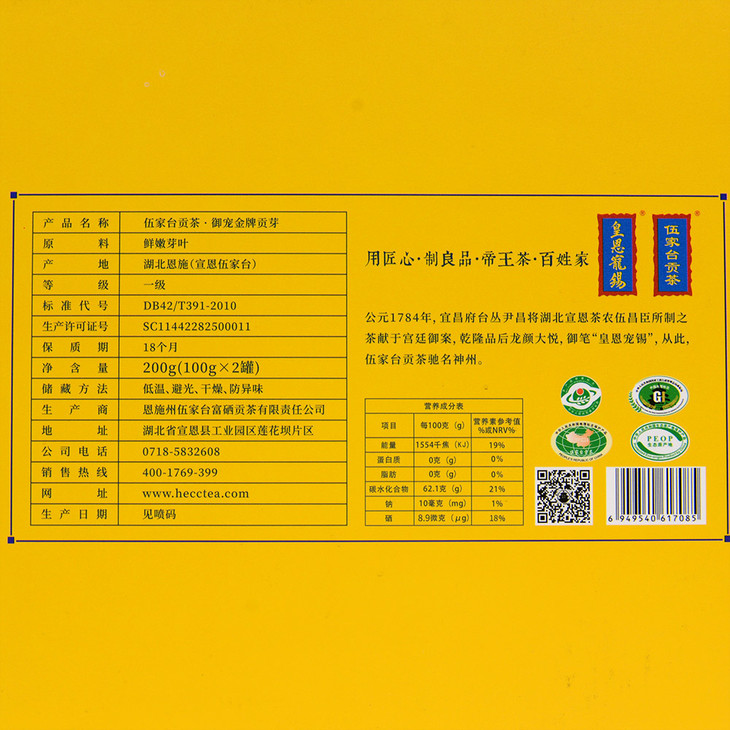 产品名称 伍家台贡茶·御宠金牌贡芽
原料 鲜嫩芽叶
产地 湖北恩施(宣恩伍家台)
等级 一级
标准代号 DB42/T391-2010
生产许可证号 SC11442282500011
保质期 18个月
净含量 200g(100g×2罐)
储藏方法 低温、避光、干燥、防异味
生产商 恩施州伍家台富硒贡茶有限责任公司
地址 湖北省宣恩县工业园区莲花坝片区
公司电话 0718-5832608
销售热线 400-1769-399
网址 www.hecctea.com
生产日期 见喷码
用匠心·制良品·帝王茶·百姓家
皇恩宠锡
®
伍家台贡茶
®
公元1784年,宜昌府台丛尹昌将湖北宣恩茶农伍昌臣所制之
茶献于宫廷御案,乾隆品后龙颜大悦,御笔“皇恩宠锡”,从此,
伍家台贡茶驰名神州。
营养成分表
项目 每100克(g) 营养素参考值%或NRV%
能量 1554千焦(KJ) 19%
蛋白质 0克(g)
脂肪 0克(g)
碳水化合物 62.1克(g) 21%
钠 10毫克(mg) 1%
硒 8.9微克(μg) 18%
PEOP
生态原产地
6 949540 617085